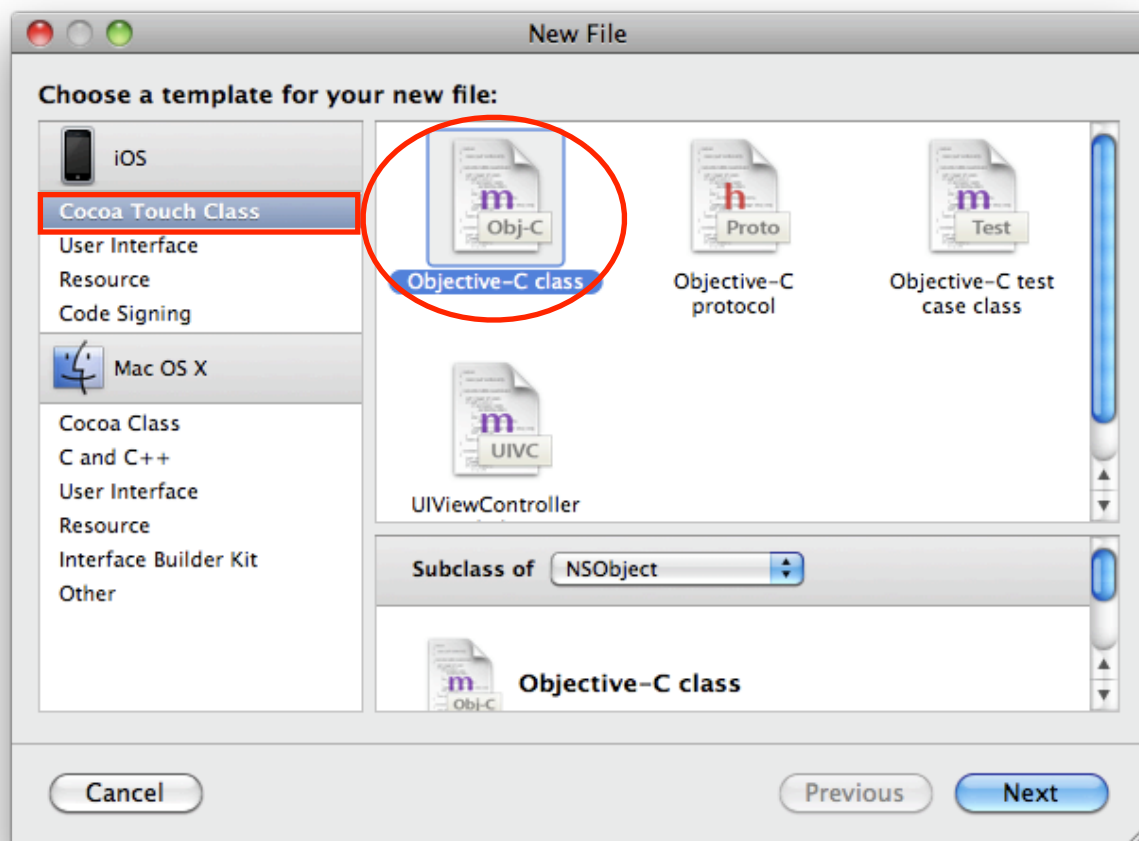 New File
Choose a template for your new file:
iOS
Cocoa Touch Class
User Interface
Resource
Code Signing
Mac OS X
Cocoa Class
C and C++
User Interface
Resource
Interface Builder Kit
Other
m
Obj-C
Objective-C class
h
Proto
Objective-C
protocol
m
Test
Objective-C test
case class
m
UIVC
UIViewController
Subclass of NSObject
m
Obj-C
Objective-C class
Cancel
Previous
Next